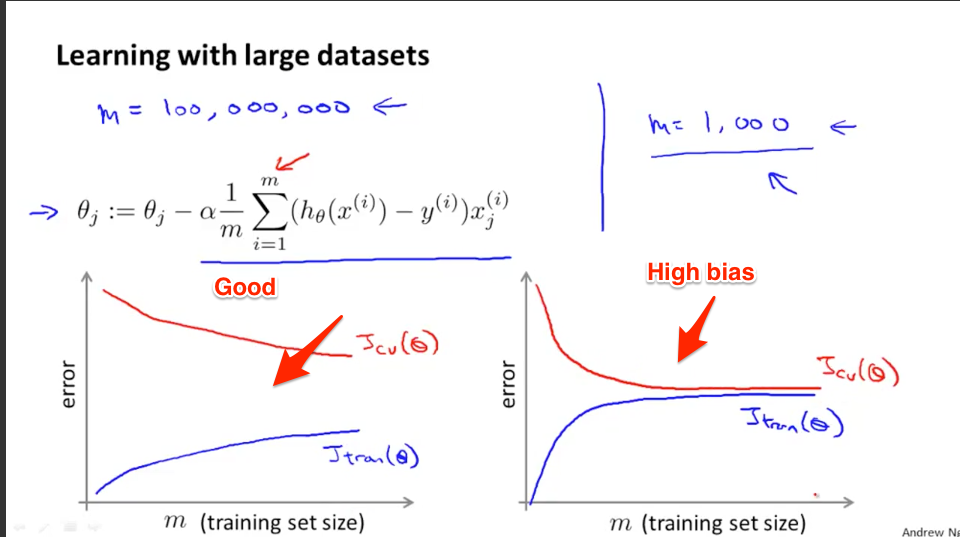 Learning with large datasets
m = 100,000,000 ←
m = 1,000 ←
m
→ θj := θj − α 1/m ∑ i=1 (hθ(x(i)) − y(i))xj(i)
Good
High bias
Jcv(θ)
Jcv(θ)
error
error
Jtrain(θ)
Jtrain(θ)
m (training set size)
m (training set size)
Andrew Ng